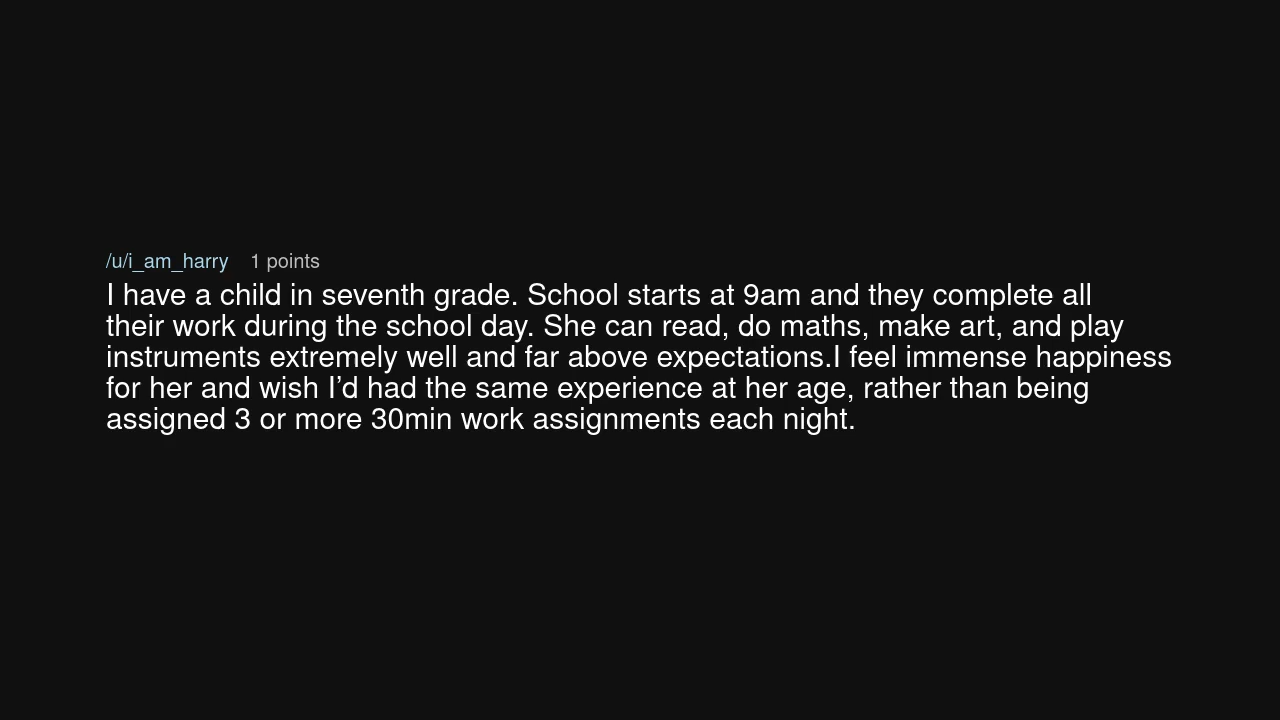 /u/i_am_harry 1 points
I have a child in seventh grade. School starts at 9am and they complete all
their work during the school day. She can read, do maths, make art, and play
instruments extremely well and far above expectations.I feel immense happiness
for her and wish I’d had the same experience at her age, rather than being
assigned 3 or more 30min work assignments each night.